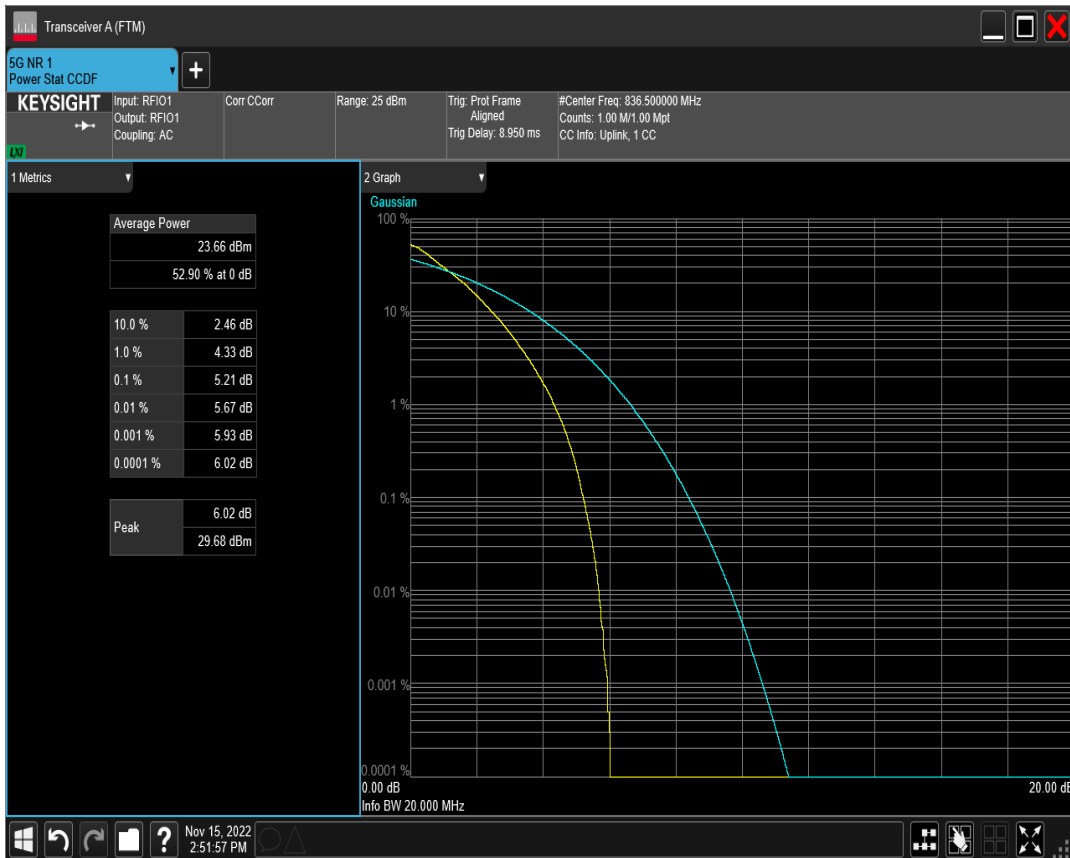 Transceiver A (FTM)
5G NR 1
Power Stat CCDF
+
KEYSIGHT
LXI
Input: RFIO1
Output: RFIO1
Coupling: AC
Corr CCorr
Range: 25 dBm
Trig: Prot Frame
Aligned
Trig Delay: 8.950 ms
#Center Freq: 836.500000 MHz
Counts: 1.00 M/1.00 Mpt
CC Info: Uplink, 1 CC
1 Metrics
Average Power
23.66 dBm
52.90 % at 0 dB
10.0 % 2.46 dB
1.0 % 4.33 dB
0.1 % 5.21 dB
0.01 % 5.67 dB
0.001 % 5.93 dB
0.0001 % 6.02 dB
Peak
6.02 dB
29.68 dBm
2 Graph
Gaussian
100 %
10 %
1 %
0.1 %
0.01 %
0.001 %
0.0001 %
0.00 dB 20.00 dB
Info BW 20.000 MHz
?
Nov 15, 2022
2:51:57 PM